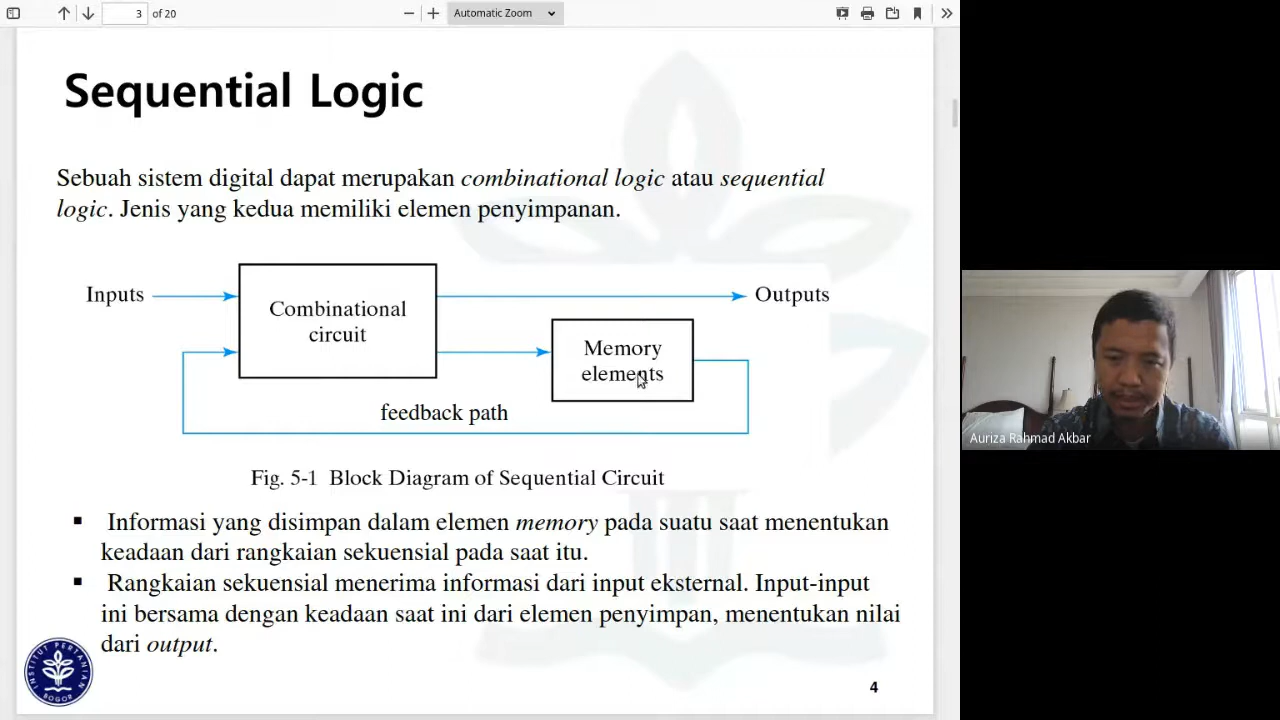 3 of 20
Automatic Zoom
Sequential Logic
Sebuah sistem digital dapat merupakan combinational logic atau sequential
logic. Jenis yang kedua memiliki elemen penyimpanan.
Inputs
Combinational
circuit
Outputs
Memory
elements
feedback path
Fig. 5-1 Block Diagram of Sequential Circuit
▪ Informasi yang disimpan dalam elemen memory pada suatu saat menentukan
keadaan dari rangkaian sekuensial pada saat itu.
▪ Rangkaian sekuensial menerima informasi dari input eksternal. Input-input
ini bersama dengan keadaan saat ini dari elemen penyimpan, menentukan nilai
dari output.
INSTITUT PERTANIAN
BOGOR
4
Auriza Rahmad Akbar